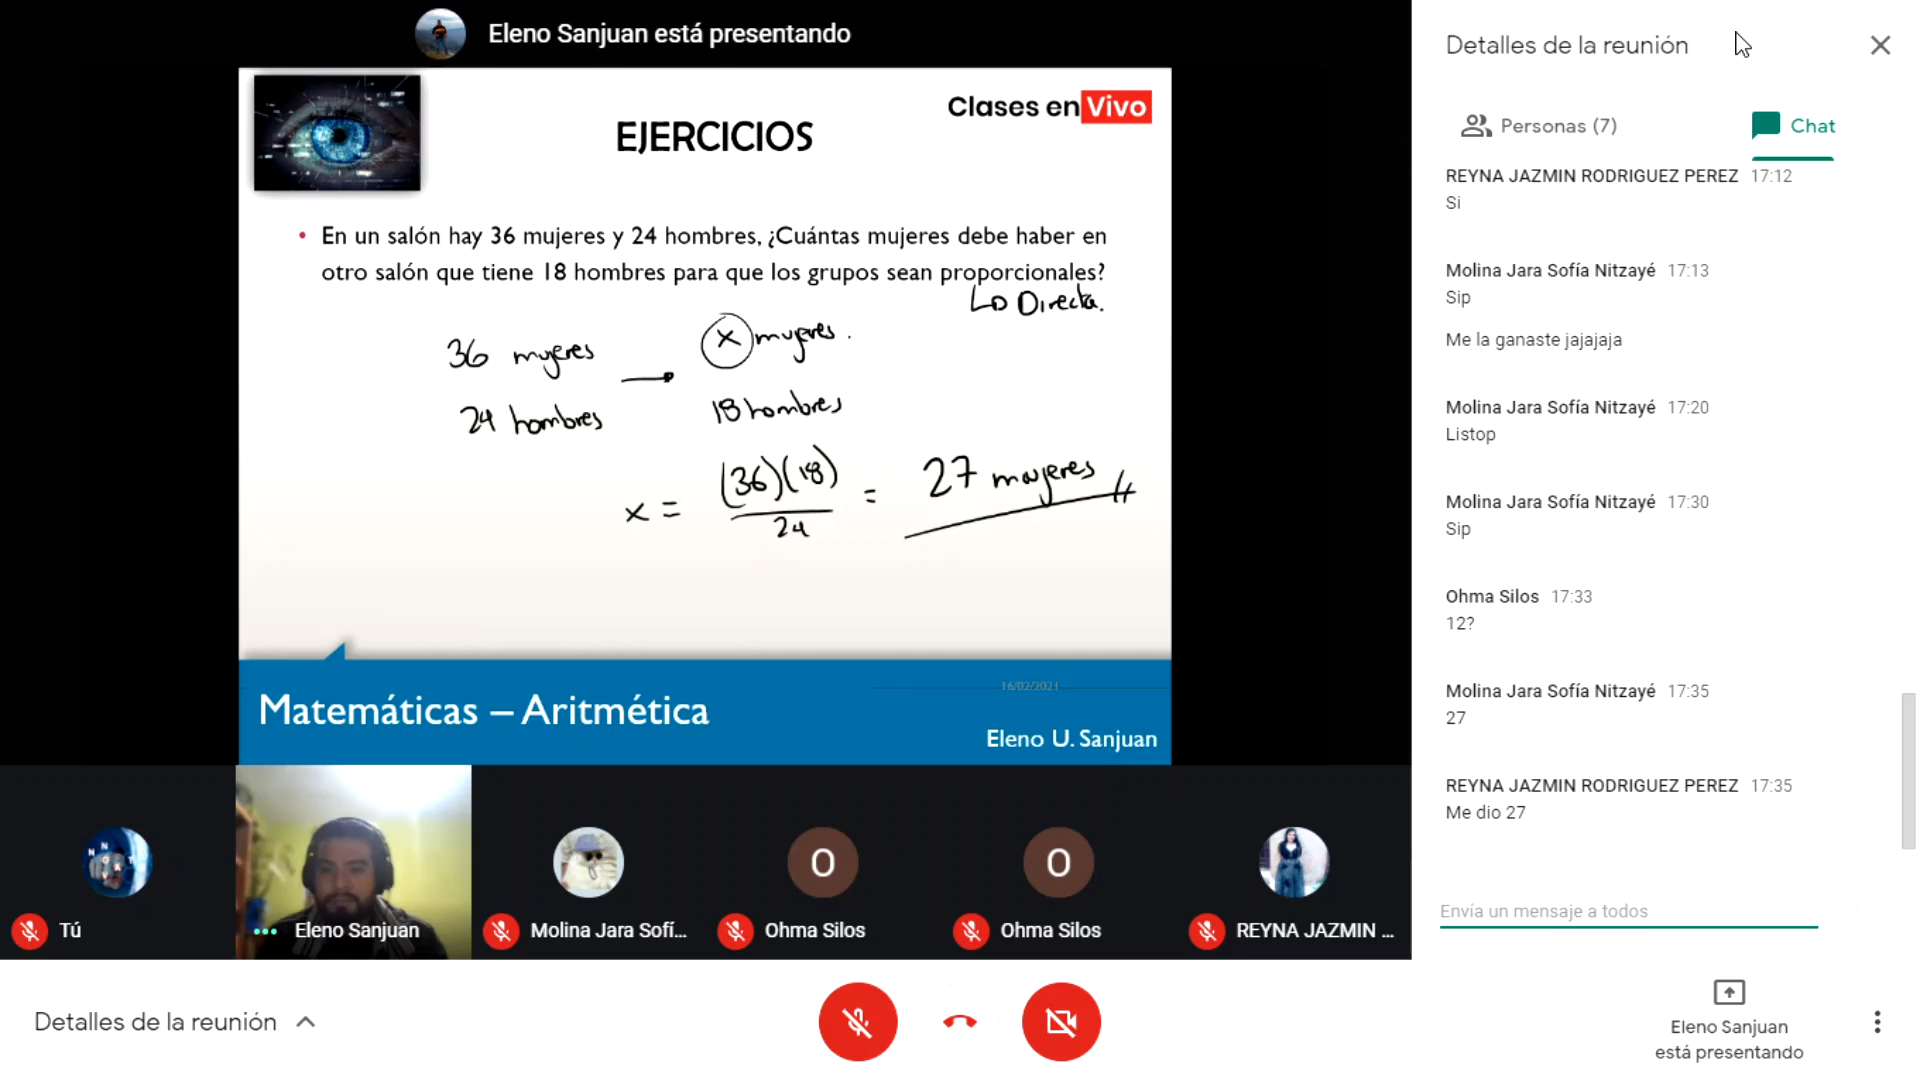 Eleno Sanjuan está presentando
Clases en Vivo
EJERCICIOS
• En un salón hay 36 mujeres y 24 hombres, ¿Cuántas mujeres debe haber en
otro salón que tiene 18 hombres para que los grupos sean proporcionales?
Directa.
36 mujeres
x mujeres.
24 hombres
18 hombres
x = (36)(18)
24
= 27 mujeres
16/02/2021
Matemáticas – Aritmética
Eleno U. Sanjuan
Tú
Eleno Sanjuan
Molina Jara Sofí...
Ohma Silos
Ohma Silos
REYNA JAZMIN ...
O
O
Detalles de la reunión
Personas (7)
Chat
REYNA JAZMIN RODRIGUEZ PEREZ 17:12
Si
Molina Jara Sofía Nitzayé 17:13
Sip
Me la ganaste jajajaja
Molina Jara Sofía Nitzayé 17:20
Listop
Molina Jara Sofía Nitzayé 17:30
Sip
Ohma Silos 17:33
12?
Molina Jara Sofía Nitzayé 17:35
27
REYNA JAZMIN RODRIGUEZ PEREZ 17:35
Me dio 27
Envía un mensaje a todos
Detalles de la reunión
Eleno Sanjuan
está presentando